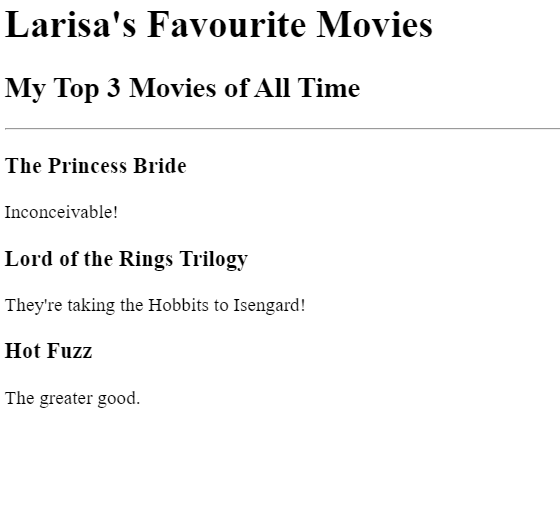 Larisa's Favourite Movies
My Top 3 Movies of All Time
The Princess Bride
Inconceivable!
Lord of the Rings Trilogy
They're taking the Hobbits to Isengard!
Hot Fuzz
The greater good.